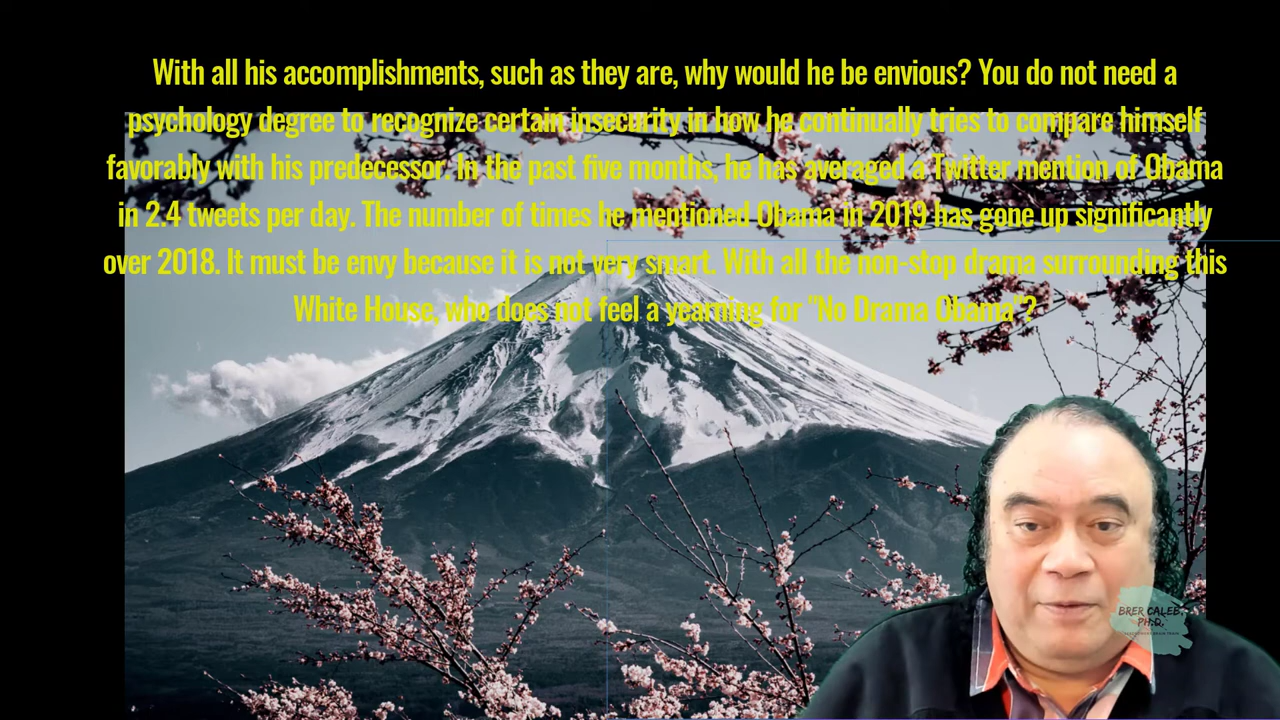 With all his accomplishments, such as they are, why would he be envious? You do not need a
psychology degree to recognize certain insecurity in how he continually tries to compare himself
favorably with his predecessor. In the past five months, he has averaged a Twitter mention of Obama
in 2.4 tweets per day. The number of times he mentioned Obama in 2019 has gone up significantly
over 2018. It must be envy because it is not very smart. With all the non-stop drama surrounding this
White House, who does not feel a yearning for "No Drama Obama"?
BRER CALEB,
PH.D.